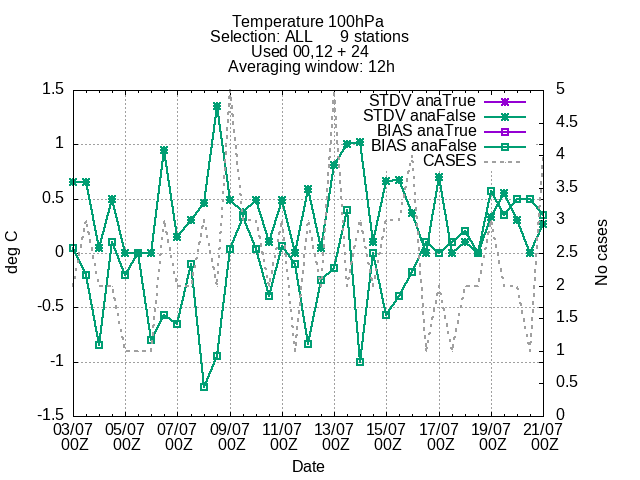 Temperature 100hPa
Selection: ALL 9 stations
Used 00,12 + 24
Averaging window: 12h
STDV anaTrue
STDV anaFalse
BIAS anaTrue
BIAS anaFalse
CASES
1.5
1
0.5
0
-0.5
-1
-1.5
deg C
5
4.5
4
3.5
3
2.5
2
1.5
1
0.5
0
No cases
03/07 05/07 07/07 09/07 11/07 13/07 15/07 17/07 19/07 21/07
00Z 00Z 00Z 00Z 00Z 00Z 00Z 00Z 00Z 00Z
Date